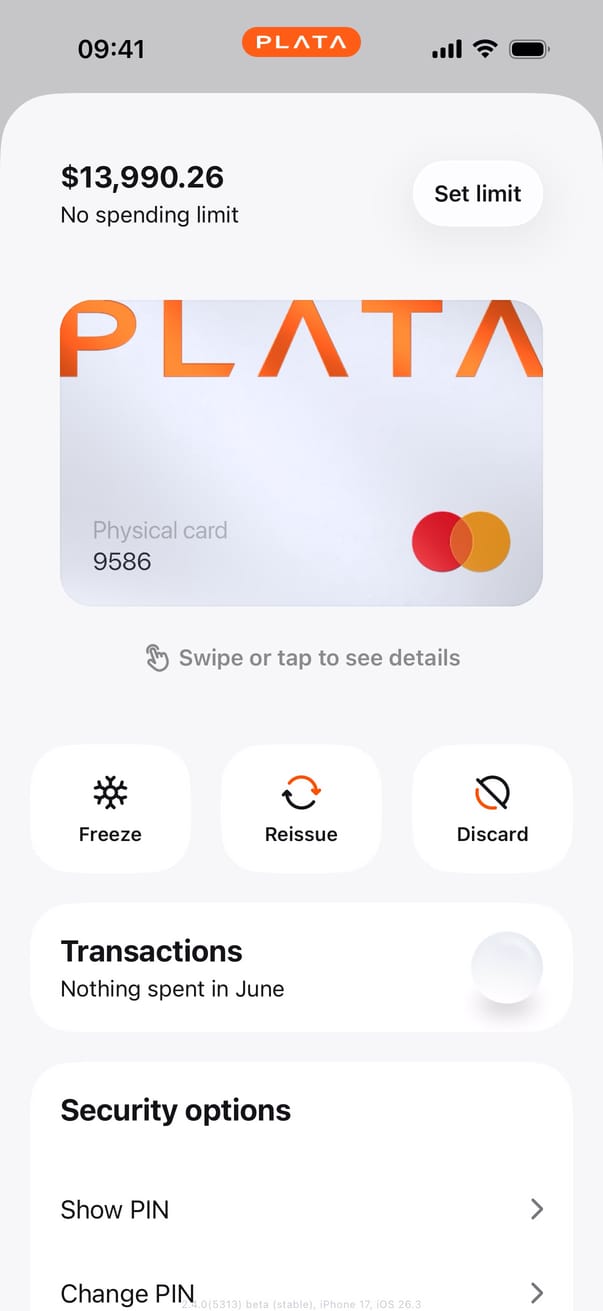 09:41
PLATA
$13,990.26
No spending limit
Set limit
PLATA
Physical card
9586
Swipe or tap to see details
Freeze
Reissue
Discard
Transactions
Nothing spent in June
Security options
Show PIN
Change PIN
2.4.0(5313) beta (stable), iPhone 17, iOS 26.3